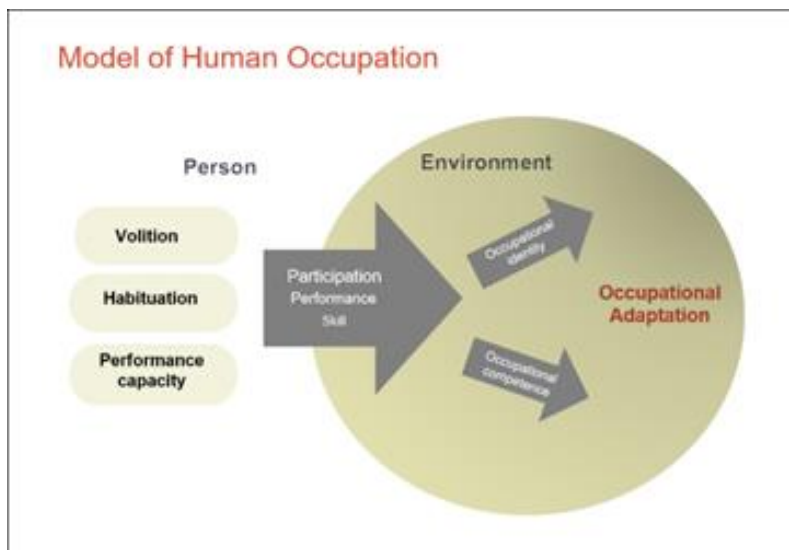 Model of Human Occupation
Person
Environment
Volition
Habituation
Performance
capacity
Participation
Performance
Skill
Occupational
identity
Occupational
competence
Occupational
Adaptation